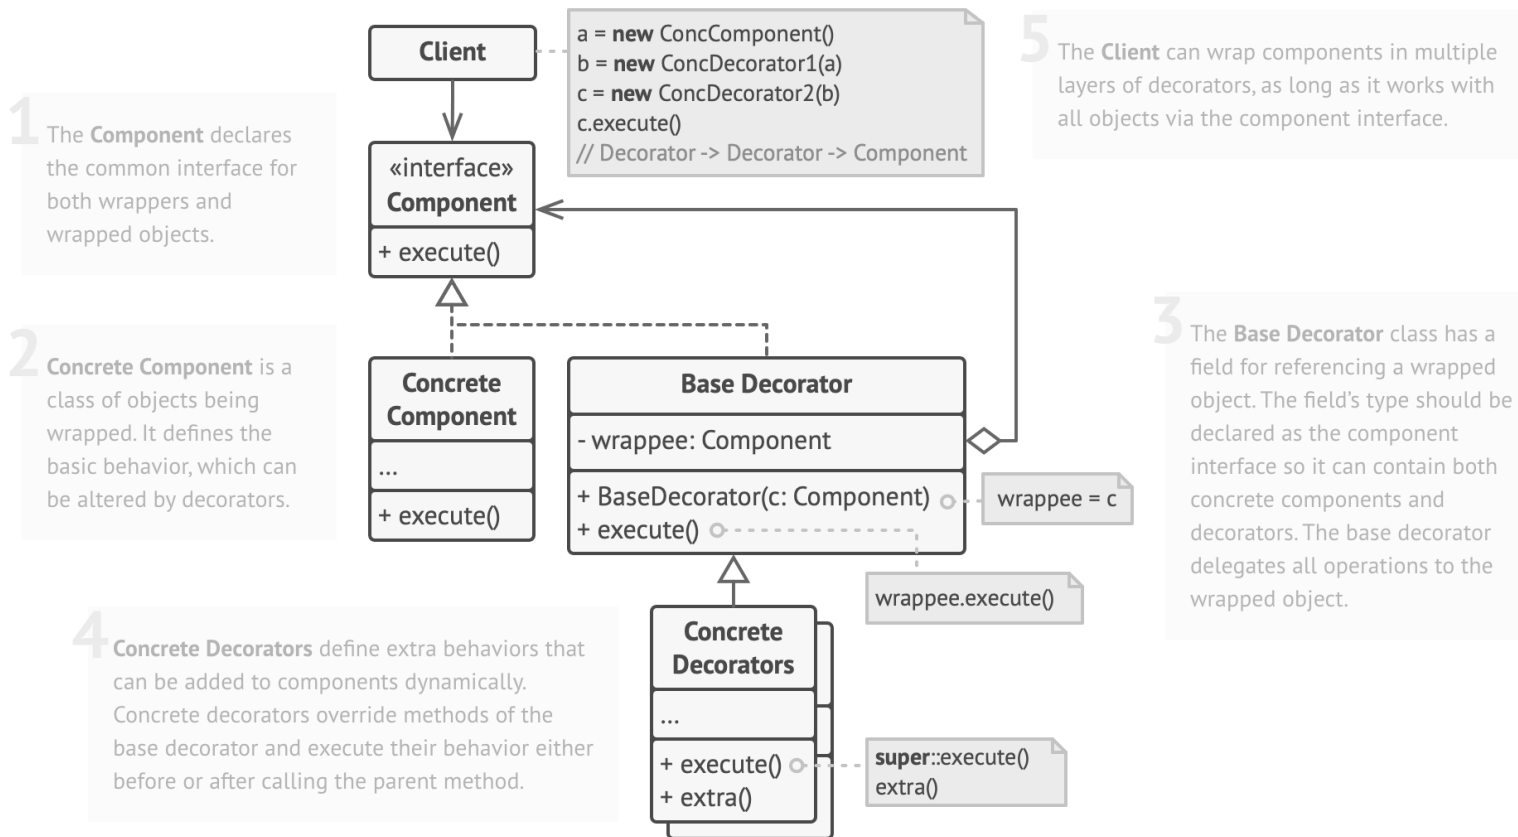 Client
a = new ConcComponent()
b = new ConcDecorator1(a)
c = new ConcDecorator2(b)
c.execute()
// Decorator -> Decorator -> Component
5
The Client can wrap components in multiple
layers of decorators, as long as it works with
all objects via the component interface.
1
The Component declares
the common interface for
both wrappers and
wrapped objects.
«interface»
Component
+ execute()
2
Concrete Component is a
class of objects being
wrapped. It defines the
basic behavior, which can
be altered by decorators.
Concrete
Component
...
+ execute()
Base Decorator
- wrappee: Component
+ BaseDecorator(c: Component)
+ execute()
wrappee = c
wrappee.execute()
3
The Base Decorator class has a
field for referencing a wrapped
object. The field's type should be
declared as the component
interface so it can contain both
concrete components and
decorators. The base decorator
delegates all operations to the
wrapped object.
4
Concrete Decorators define extra behaviors that
can be added to components dynamically.
Concrete decorators override methods of the
base decorator and execute their behavior either
before or after calling the parent method.
Concrete
Decorators
...
+ execute()
+ extra()
super::execute()
extra()